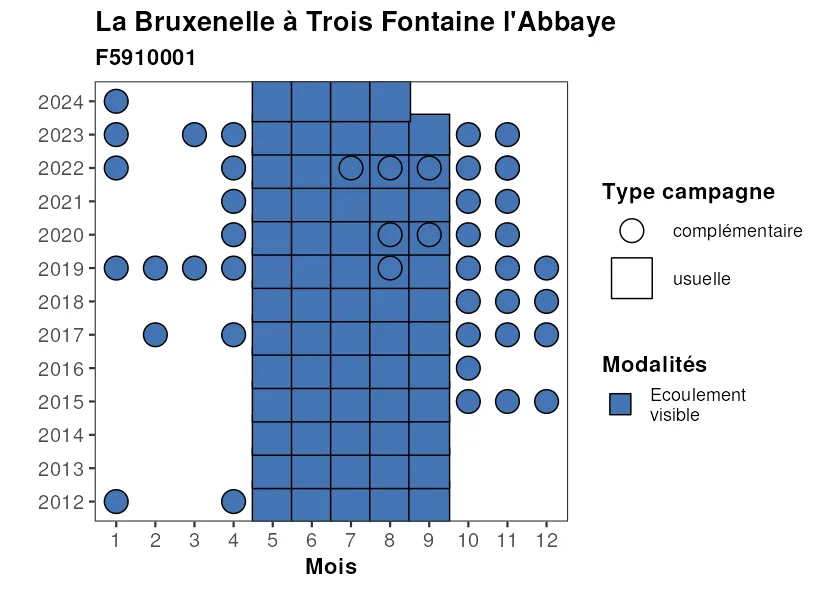 La Bruxenelle à Trois Fontaine l'Abbaye
F5910001
2024
2023
2022
2021
2020
2019
2018
2017
2016
2015
2014
2013
2012
1 2 3 4 5 6 7 8 9 10 11 12
Mois
Type campagne
complémentaire
usuelle
Modalités
Ecoulement
visible